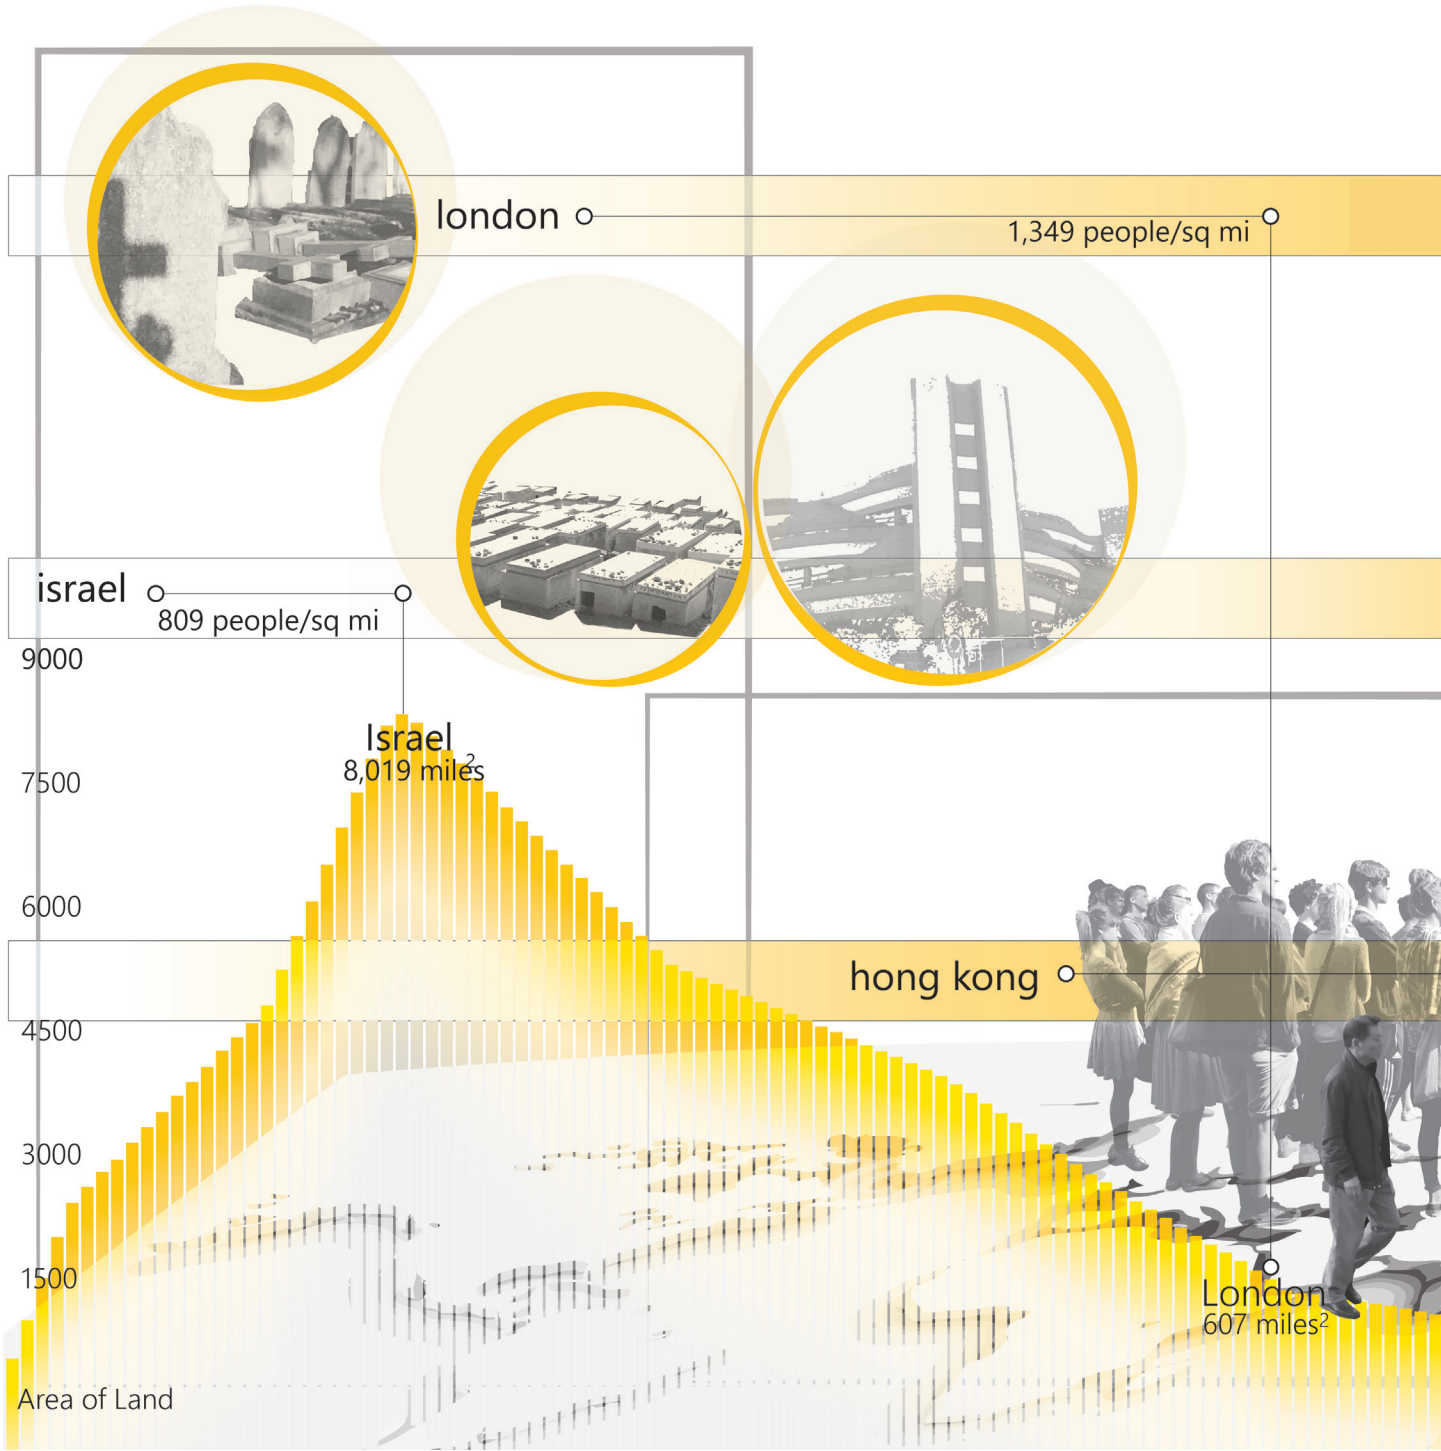 london
1,349 people/sq mi
israel
809 people/sq mi
9000
Israel
8,019 miles2
7500
6000
hong kong
4500
3000
1500
London
607 miles²
Area of Land